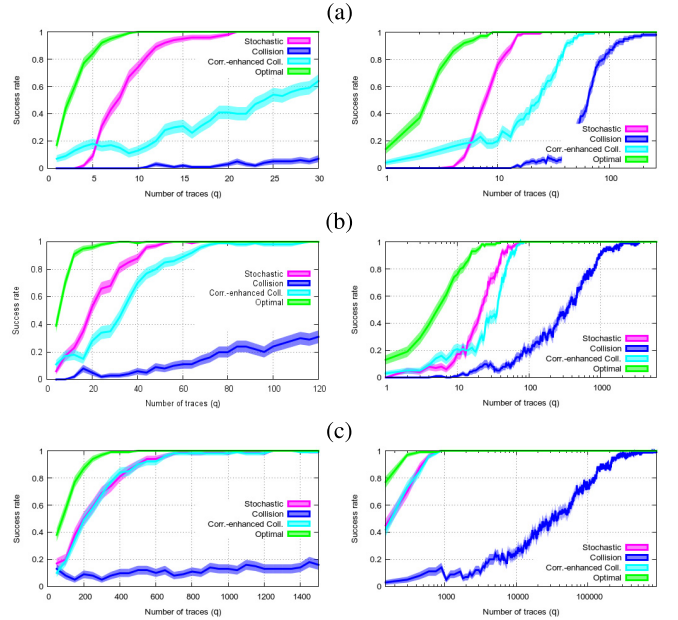 (a)
Success rate
1
0.8
0.6
0.4
0.2
0
Stochastic
Collision
Corr.-enhanced Coll.
Optimal
0 5 10 15 20 25 30
Number of traces (q)
Success rate
1
0.8
0.6
0.4
0.2
0
Stochastic
Collision
Corr.-enhanced Coll.
Optimal
1 10 100
Number of traces (q)
(b)
Success rate
1
0.8
0.6
0.4
0.2
0
Stochastic
Collision
Corr.-enhanced Coll.
Optimal
0 20 40 60 80 100 120
Number of traces (q)
Success rate
1
0.8
0.6
0.4
0.2
0
Stochastic
Collision
Corr.-enhanced Coll.
Optimal
1 10 100 1000
Number of traces (q)
(c)
Success rate
1
0.8
0.6
0.4
0.2
0
Stochastic
Collision
Corr.-enhanced Coll.
Optimal
200 400 600 800 1000 1200 1400
Number of traces (q)
Success rate
1
0.8
0.6
0.4
0.2
0
Stochastic
Collision
Corr.-enhanced Coll.
Optimal
1000 10000 100000
Number of traces (q)